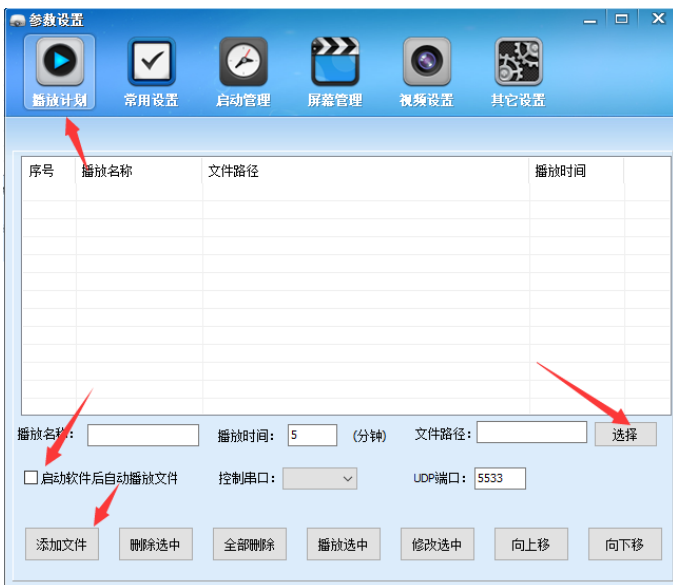 参数设置
播放计划 常用设置 启动管理 屏幕管理 视频设置 其它设置
序号 播放名称 文件路径 播放时间
播放名称： 播放时间： 5 (分钟) 文件路径： 选择
启动软件后自动播放文件 控制串口： UDP端口： 5533
添加文件 删除选中 全部删除 播放选中 修改选中 向上移 向下移